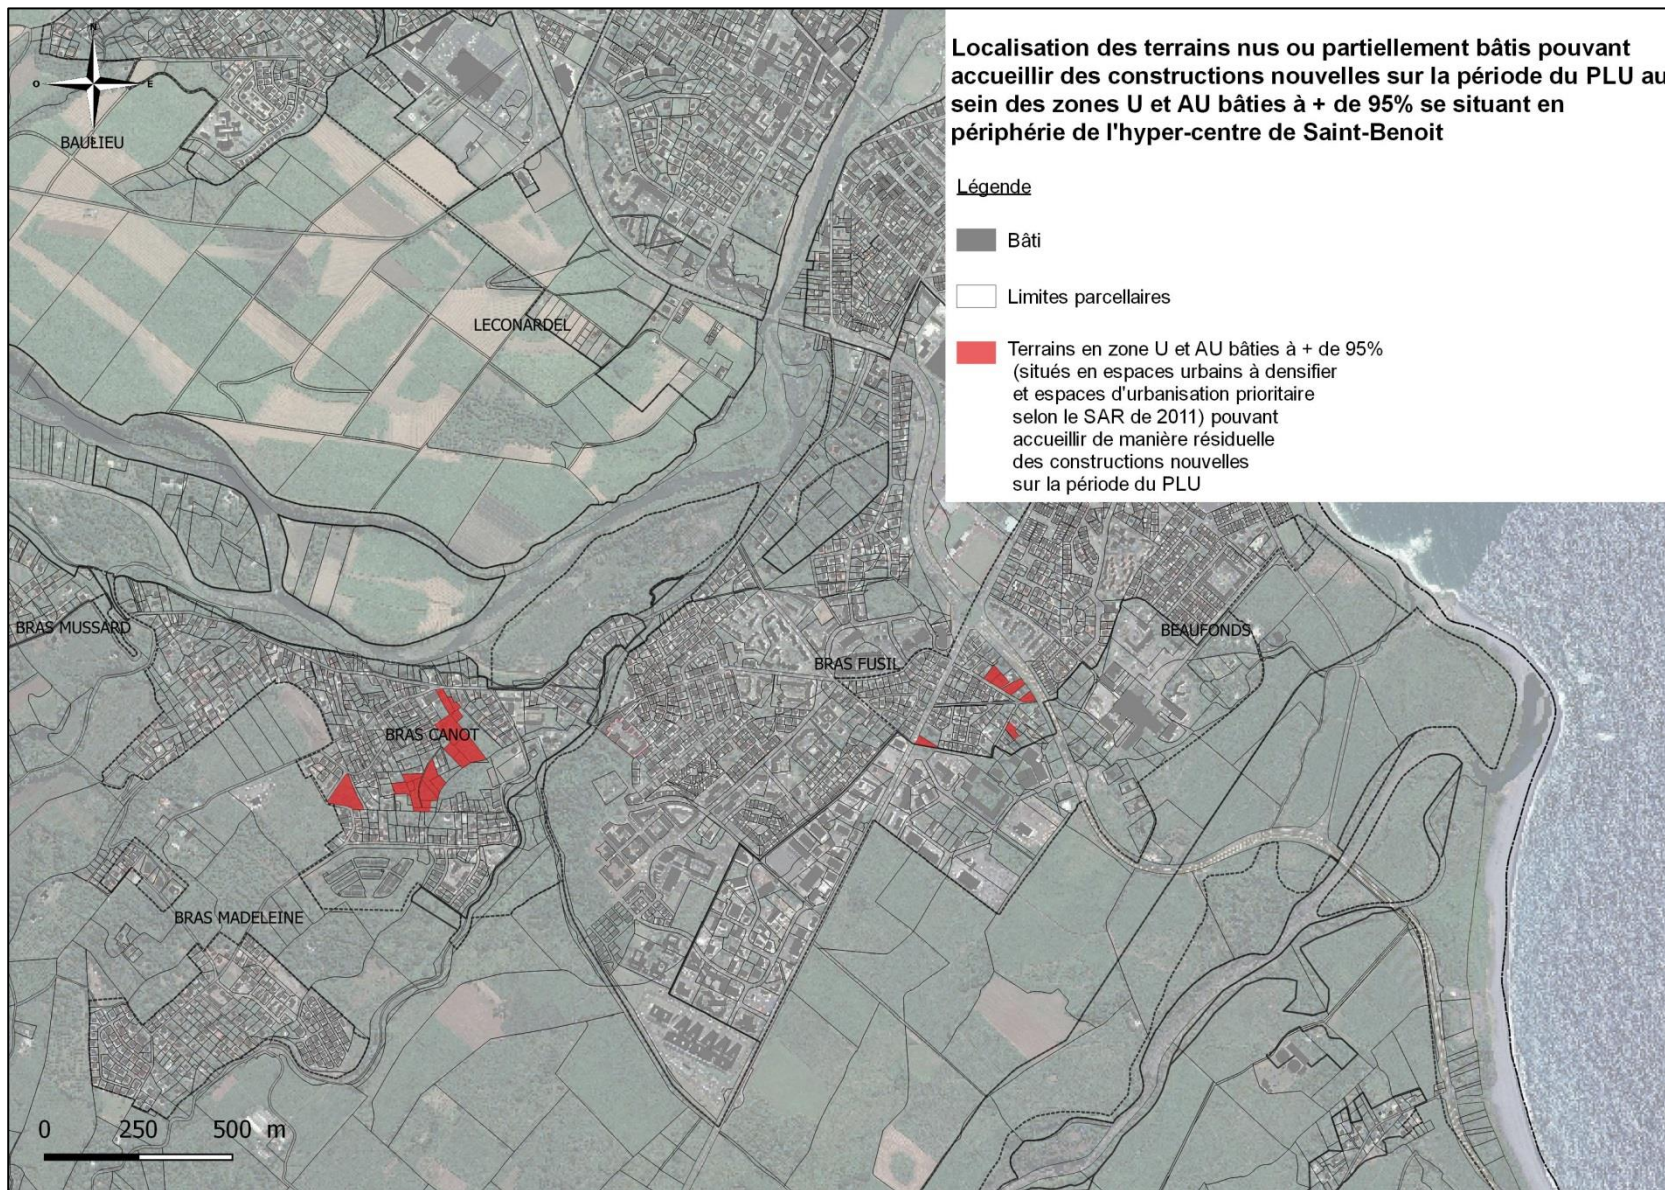 Localisation des terrains nus ou partiellement bâtis pouvant
accueillir des constructions nouvelles sur la période du PLU au
sein des zones U et AU bâties à + de 95% se situant en
périphérie de l'hyper-centre de Saint-Benoit
Légende
Bâti
Limites parcellaires
Terrains en zone U et AU bâties à + de 95%
(situés en espaces urbains à densifier
et espaces d'urbanisation prioritaire
selon le SAR de 2011) pouvant
accueillir de manière résiduelle
des constructions nouvelles
sur la période du PLU
N
O
E
BAULIEU
LECONARDEL
BRAS MUSSARD
BEAUFONDS
BRAS FUSIL
BRAS CANOT
BRAS MADELEINE
0 250 500 m